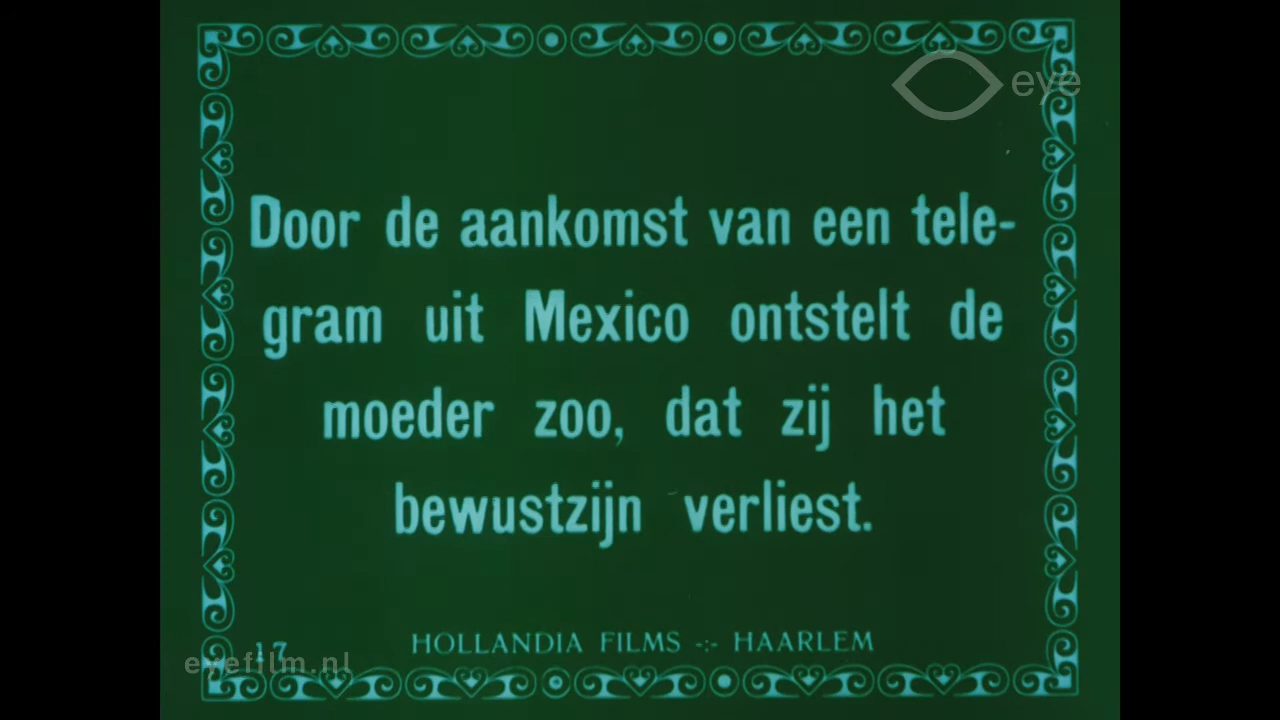 eye
Door de aankomst van een tele-
gram uit Mexico ontstelt de
moeder zoo, dat zij het
bewustzijn verliest.
17
HOLLANDIA FILMS -:- HAARLEM
eyefilm.nl